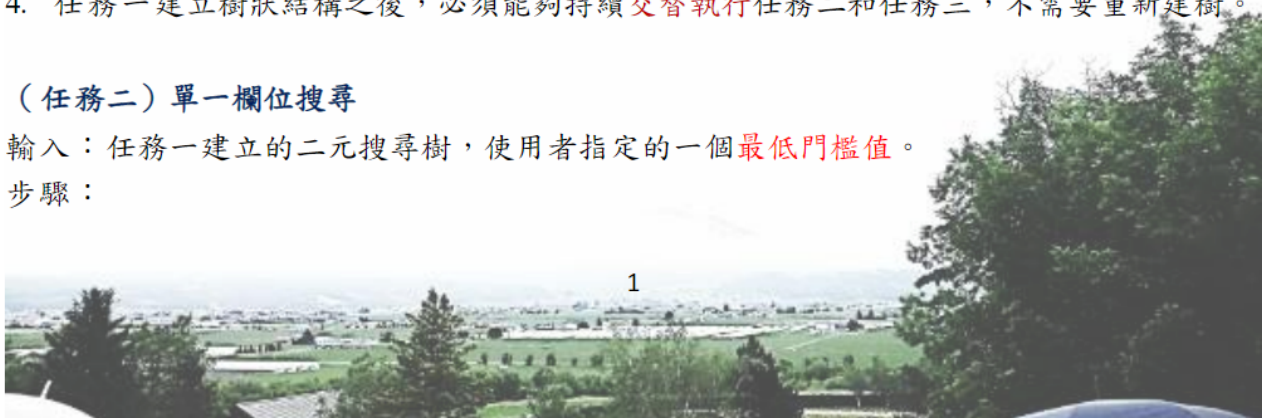 4. 任務一建立樹狀結構之後，必須能夠持續交替執行任務二和任務三，不需要重新建樹。
（任務二）單一欄位搜尋
輸入：任務一建立的二元搜尋樹，使用者指定的一個最低門檻值。
步驟：
1